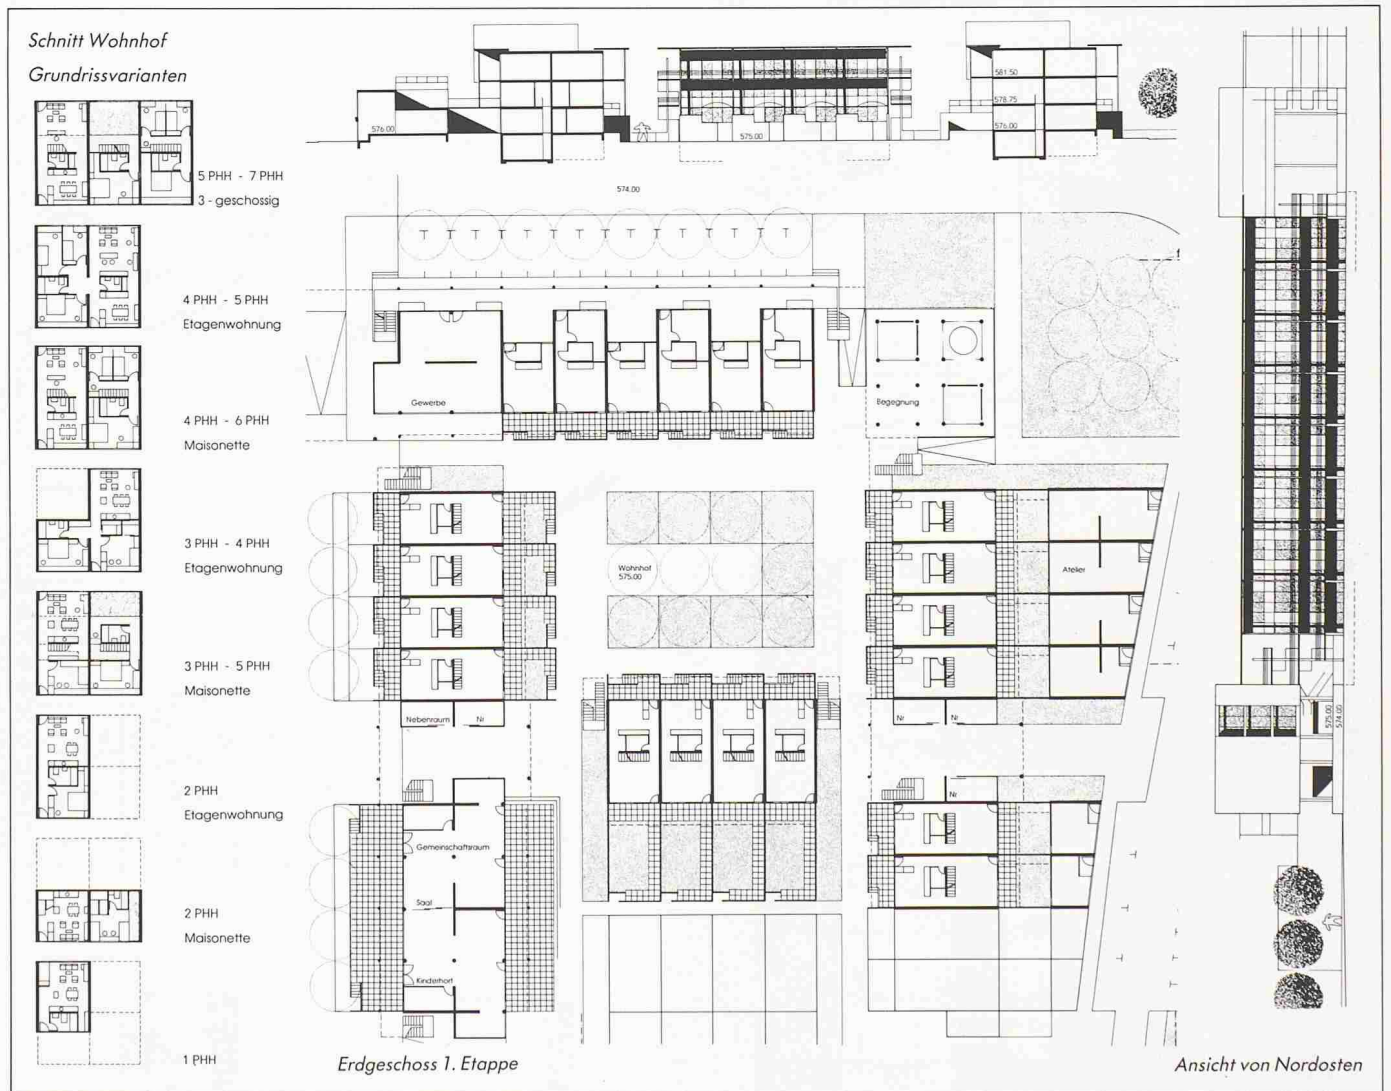 Schnitt Wohnhof
Grundrissvarianten
5 PHH - 7 PHH
3 - geschossig
4 PHH - 5 PHH
Etagenwohnung
4 PHH - 6 PHH
Maisonette
3 PHH - 4 PHH
Etagenwohnung
3 PHH - 5 PHH
Maisonette
2 PHH
Etagenwohnung
2 PHH
Maisonette
1 PHH
576.00
575.00
581.50
578.75
576.00
574.00
Gewerbe
Begegnung
Wohnhof
575.00
Atelier
Nebenraum
Nr
Nr
Nr
Nr
Gemeinschaftsraum
Saal
Kinderhort
575.00
574.00
Erdgeschoss 1. Etappe
Ansicht von Nordosten